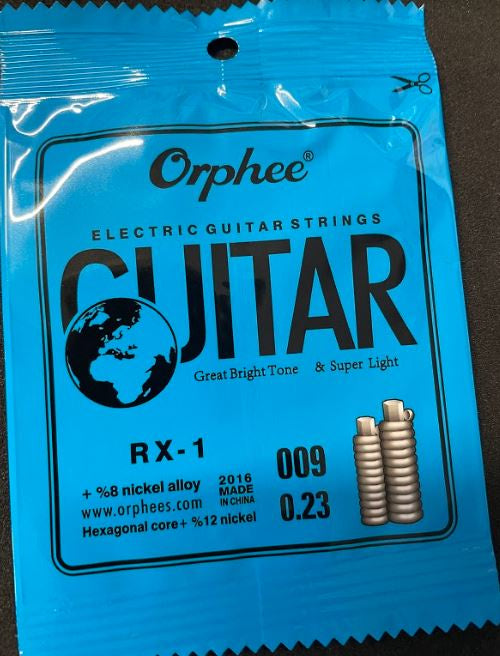 Orphee®
ELECTRIC GUITAR STRINGS
GUITAR
Great Bright Tone & Super Light
RX-1
009
+ %8 nickel alloy
2016
MADE
IN CHINA
www.orphees.com
0.23
Hexagonal core+ %12 nickel